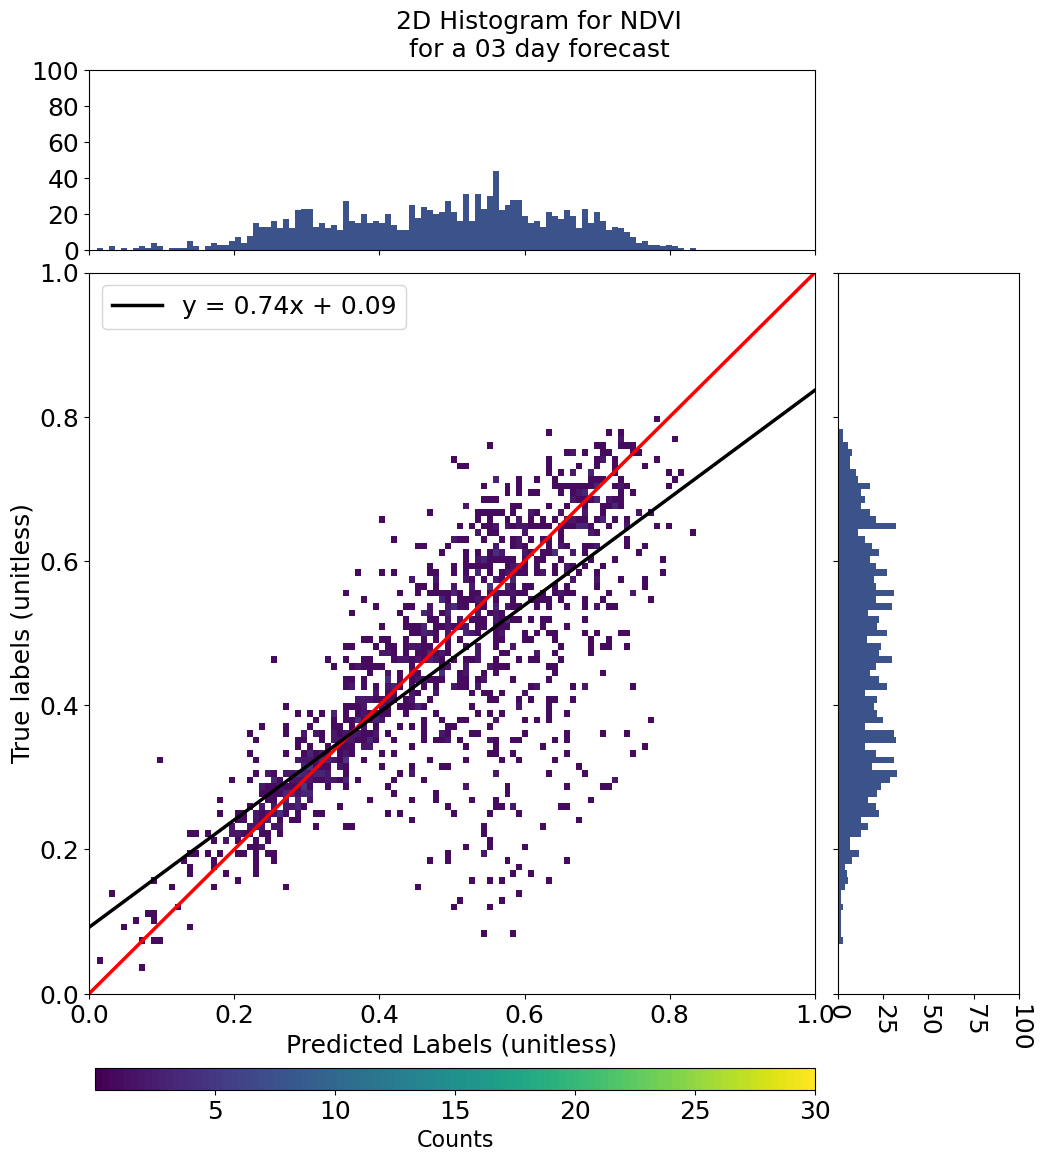 2D Histogram for NDVI
for a 03 day forecast
100
80
60
40
20
0
1.0
0.8
0.6
0.4
0.2
0.0
True labels (unitless)
y = 0.74x + 0.09
0.0 0.2 0.4 0.6 0.8 1.0
Predicted Labels (unitless)
0 25 50 75 100
5 10 15 20 25 30
Counts